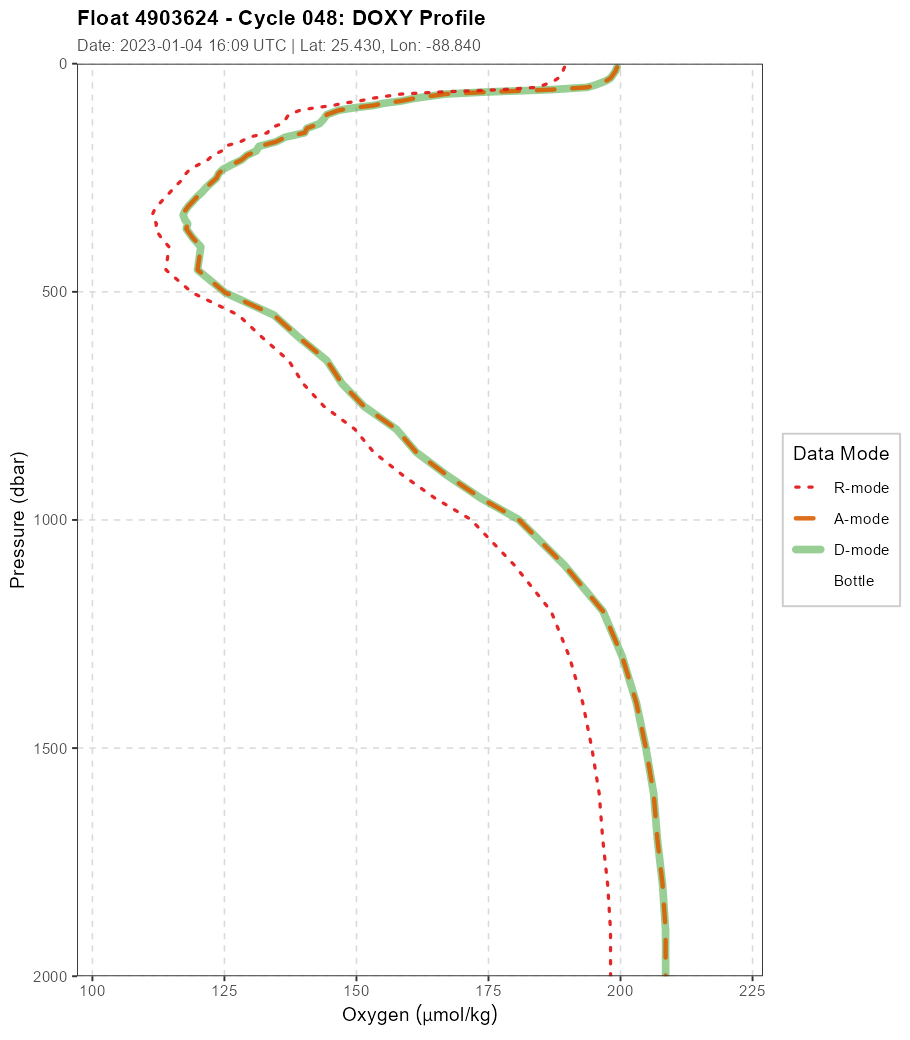 Float 4903624 - Cycle 048: DOXY Profile
Date: 2023-01-04 16:09 UTC | Lat: 25.430, Lon: -88.840
0
500
1000
1500
2000
Pressure (dbar)
100
125
150
175
200
225
Oxygen (μmol/kg)
Data Mode
R-mode
A-mode
D-mode
Bottle